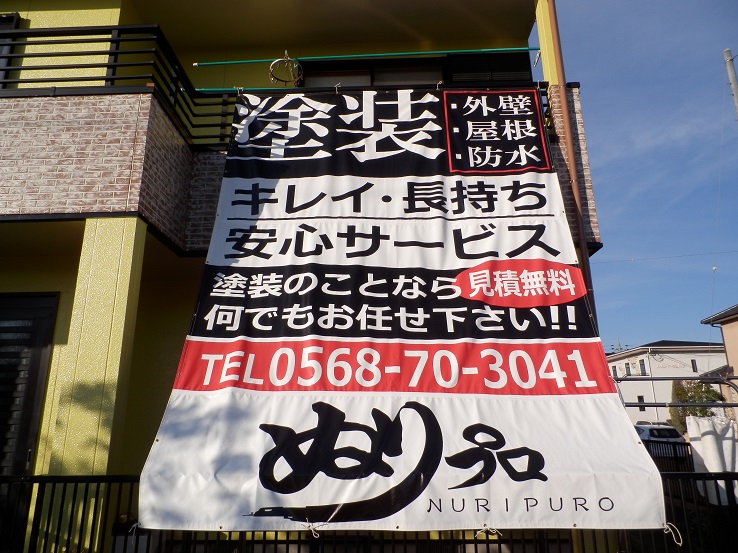 塗装
・外壁
・屋根
・防水
キレイ・長持ち
安心サービス
塗装のことなら
見積無料
何でもお任せ下さい!!
TEL0568-70-3041
ぬりプロ
NURIPURO